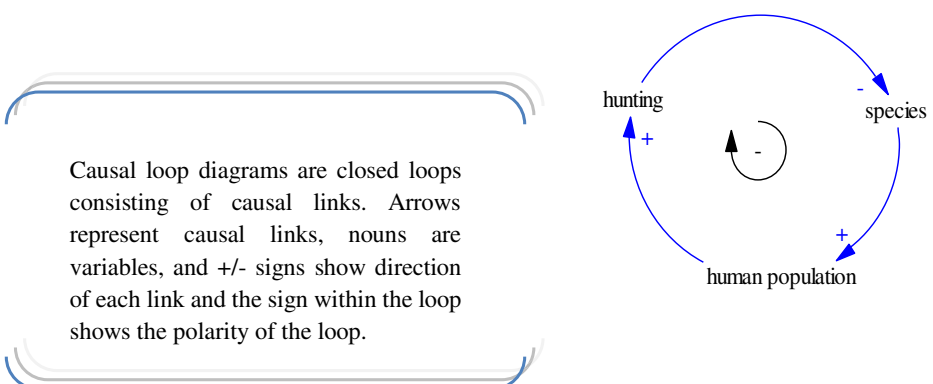 Causal loop diagrams are closed loops
consisting of causal links. Arrows
represent causal links, nouns are
variables, and +/- signs show direction
of each link and the sign within the loop
shows the polarity of the loop.
hunting
-
species
+
-
+
human population